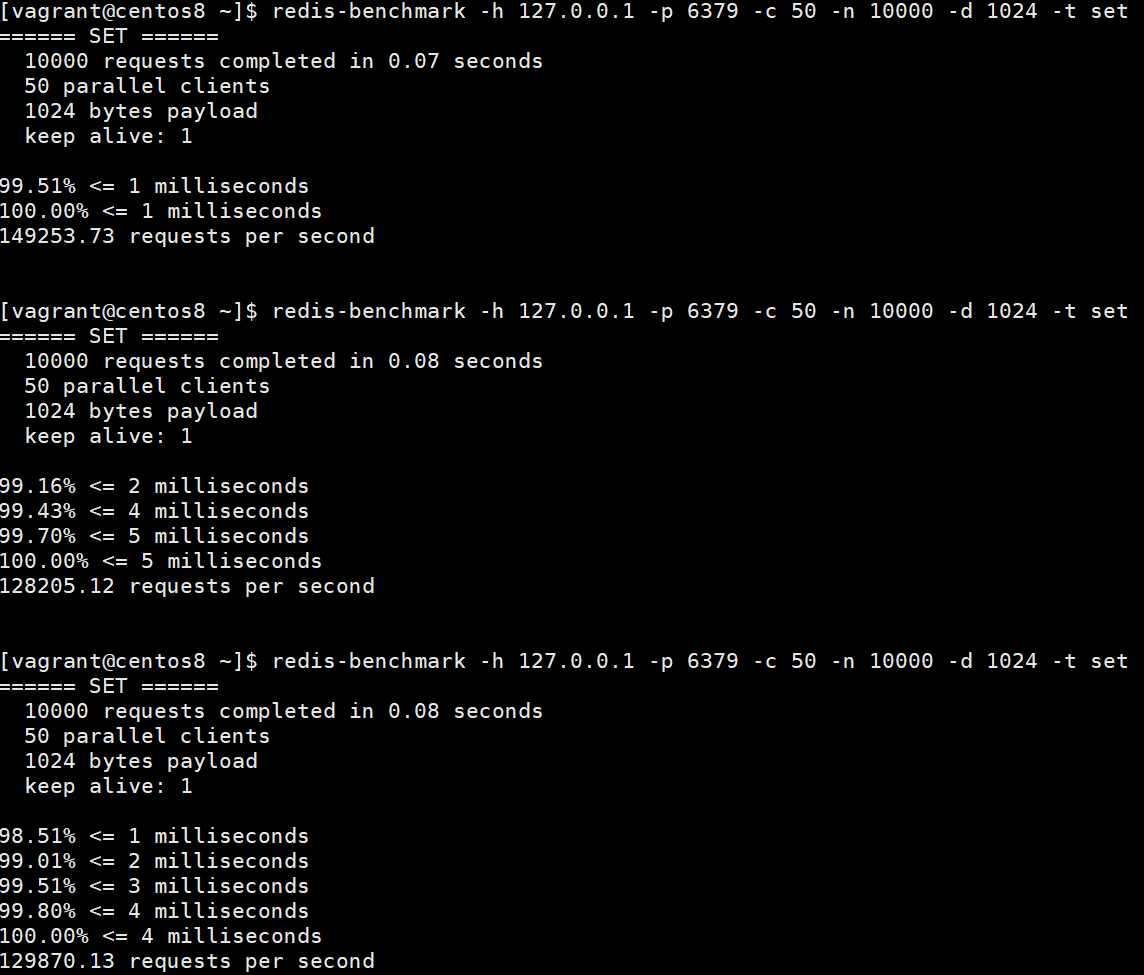 [vagrant@centos8 ~]$ redis-benchmark -h 127.0.0.1 -p 6379 -c 50 -n 10000 -d 1024 -t set
====== SET ======
  10000 requests completed in 0.07 seconds
  50 parallel clients
  1024 bytes payload
  keep alive: 1

99.51% <= 1 milliseconds
100.00% <= 1 milliseconds
149253.73 requests per second

[vagrant@centos8 ~]$ redis-benchmark -h 127.0.0.1 -p 6379 -c 50 -n 10000 -d 1024 -t set
====== SET ======
  10000 requests completed in 0.08 seconds
  50 parallel clients
  1024 bytes payload
  keep alive: 1

99.16% <= 2 milliseconds
99.43% <= 4 milliseconds
99.70% <= 5 milliseconds
100.00% <= 5 milliseconds
128205.12 requests per second

[vagrant@centos8 ~]$ redis-benchmark -h 127.0.0.1 -p 6379 -c 50 -n 10000 -d 1024 -t set
====== SET ======
  10000 requests completed in 0.08 seconds
  50 parallel clients
  1024 bytes payload
  keep alive: 1

98.51% <= 1 milliseconds
99.01% <= 2 milliseconds
99.51% <= 3 milliseconds
99.80% <= 4 milliseconds
100.00% <= 4 milliseconds
129870.13 requests per second